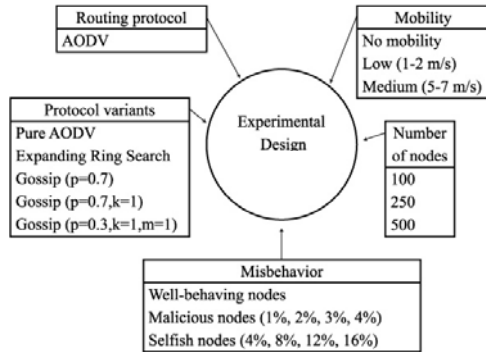 Routing protocol
AODV
Mobility
No mobility
Low (1-2 m/s)
Medium (5-7 m/s)
Protocol variants
Pure AODV
Expanding Ring Search
Gossip (p=0.7)
Gossip (p=0.7,k=1)
Gossip (p=0.3,k=1,m=1)
Experimental
Design
Number
of nodes
100
250
500
Misbehavior
Well-behaving nodes
Malicious nodes (1%, 2%, 3%, 4%)
Selfish nodes (4%, 8%, 12%, 16%)